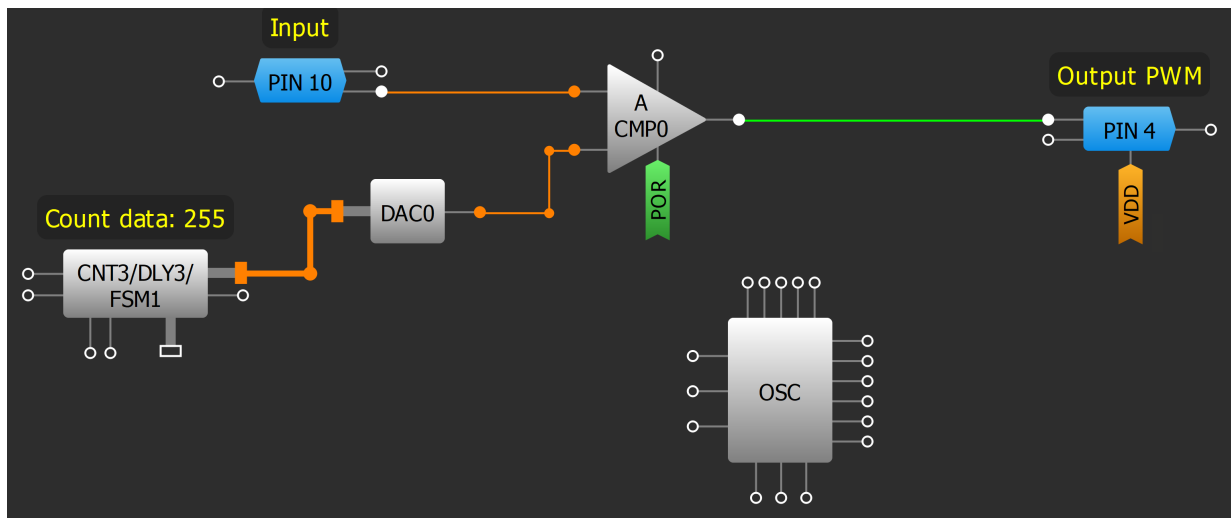 Input
PIN 10
A
CMP0
Output PWM
PIN 4
POR
VDD
DAC0
Count data: 255
CNT3/DLY3/
FSM1
OSC